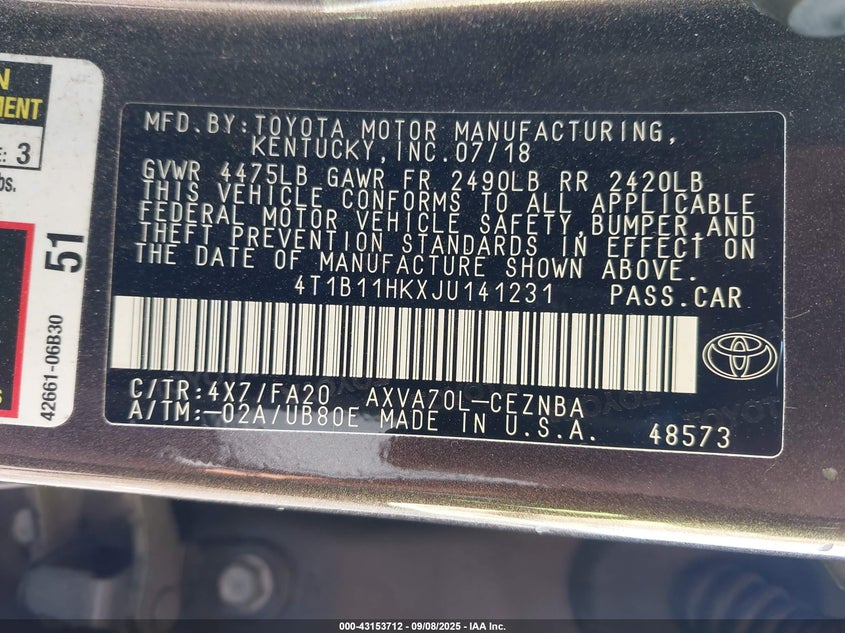 N
MENT
E: 3
bs.
51
42661-06B30
s
MFD.BY:TOYOTA MOTOR MANUFACTURING,
KENTUCKY,INC.07/18
GVWR 4475LB GAWR FR 2490LB RR 2420LB
THIS VEHICLE CONFORMS TO ALL APPLICABLE
FEDERAL MOTOR VEHICLE SAFETY,BUMPER,AND
THEFT PREVENTION STANDARDS IN EFFECT ON
THE DATE OF MANUFACTURE SHOWN ABOVE.
4T1B11HKXJU141231 PASS.CAR
C/TR:4X7/FA20 AXVA70L-CEZNBA
A/TM:-02A/UB80E MADE IN U.S.A. 48573
000-43153712 - 09/08/2025 - IAA Inc.